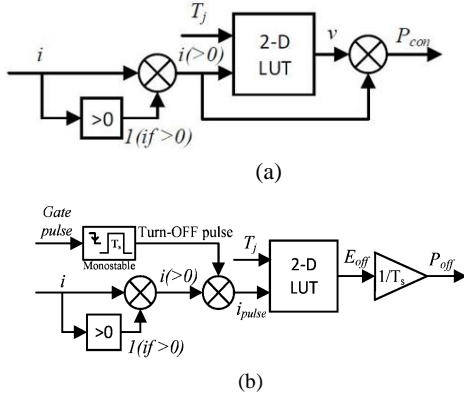 T_j
i
i(>0)
2-D
LUT
v
P_con
>0
1(if >0)
(a)
Gate
pulse
T_s
Turn-OFF pulse
Monostable
i
i(>0)
T_j
2-D
LUT
E_off
1/T_s
P_off
i_pulse
>0
1(if >0)
(b)